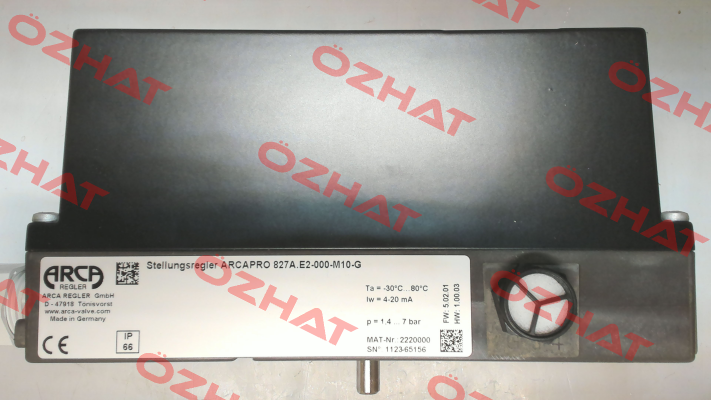 ARCA
REGLER
ARCA REGLER GmbH
D - 47918 Tönisvorst
www.arca-valve.com
Made in Germany
CE
IP
66
Stellungsregler ARCAPRO 827A.E2-000-M10-G
Ta = -30°C...80°C
Iw = 4-20 mA
p = 1,4 ... 7 bar
MAT-Nr 2220000
SN° 1123-65156
FW: 5.02.01
HW: 1.00.03
ÖZHAT
ÖZHAT
ÖZHAT
ÖZHAT
ÖZHAT
ÖZHAT
ÖZHAT
ÖZHAT
ÖZHAT
ÖZHAT